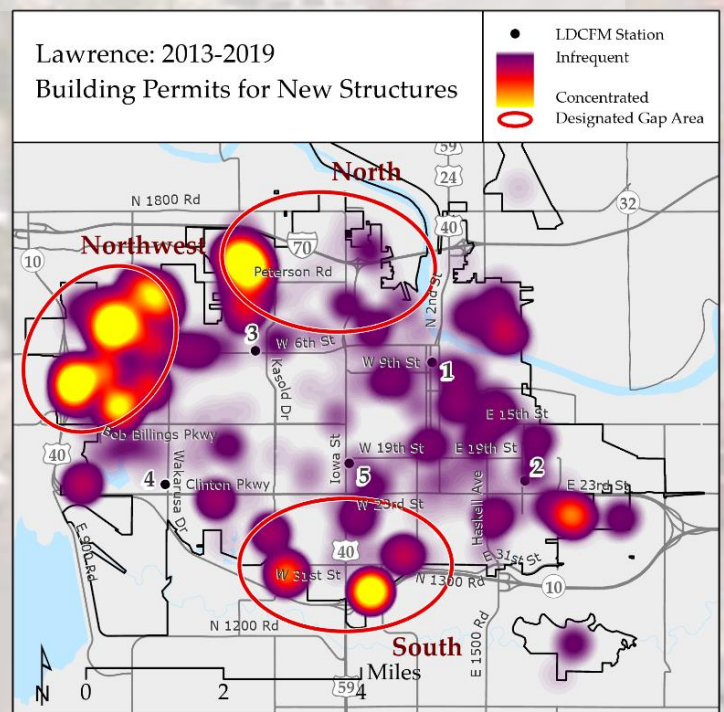 Lawrence: 2013-2019
Building Permits for New Structures
LDCFM Station
Infrequent
Concentrated
Designated Gap Area
59
24
North
N 1800 Rd
32
40
Northwest
70
10
Peterson Rd
N 2nd St
3
W 6th St
Kasold Dr
W 9th St
1
E 15th St
Bob Billings Pkwy
Iowa St
W 19th St
E 19th St
40
4
Wakarusa Dr
Clinton Pkwy
5
2
E 23rd St
W 23rd St
Haskell Ave
E 900 Rd
40
E 31st St
W 31st St
N 1300 Rd
10
N 1200 Rd
South
E 1500 Rd
Miles
N
0
2
4
59